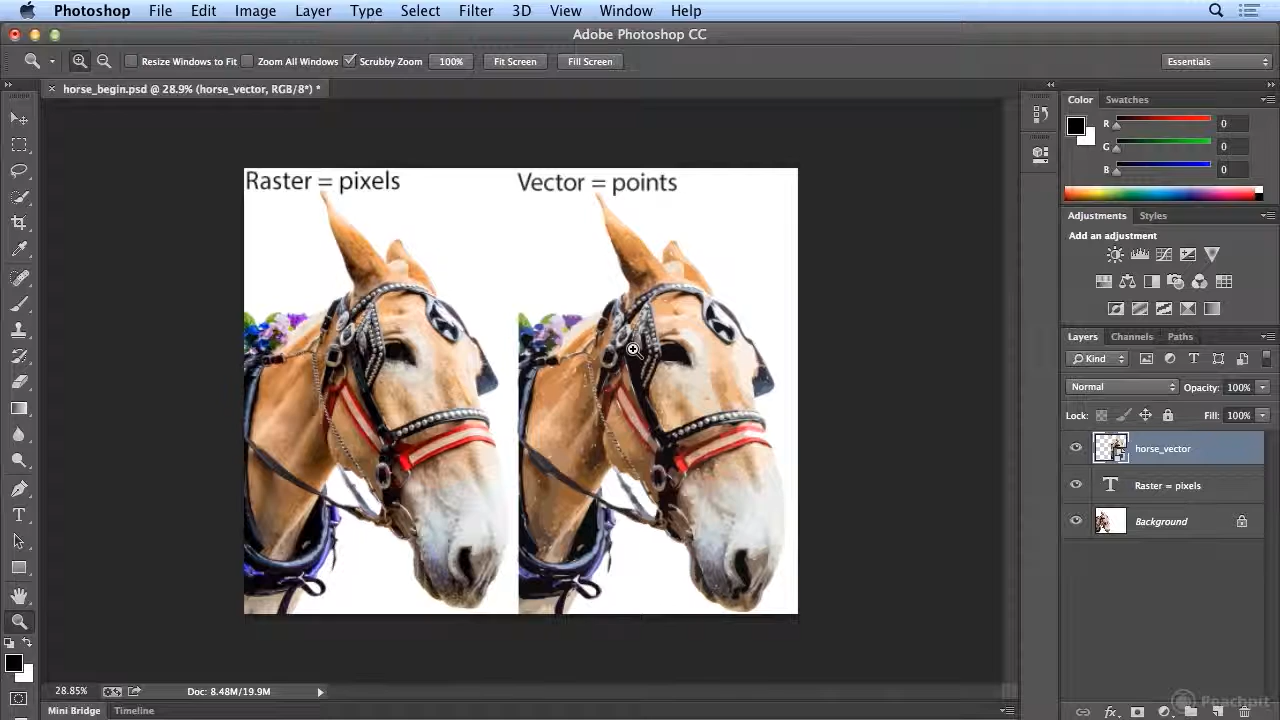 Photoshop File Edit Image Layer Type Select Filter 3D View Window Help
Adobe Photoshop CC
Resize Windows to Fit Zoom All Windows Scrubby Zoom 100% Fit Screen Fill Screen Essentials
× horse_begin.psd @ 28.9% (horse_vector, RGB/8*) *
Color Swatches
R 0
G 0
B 0
Raster = pixels Vector = points
Adjustments Styles
Add an adjustment
Layers Channels Paths
Kind T
Normal Opacity: 100%
Lock: Fill: 100%
horse_vector
T Raster = pixels
Background
28.85% Doc: 8.48M/19.9M
fx
Peachpit
Mini Bridge Timeline